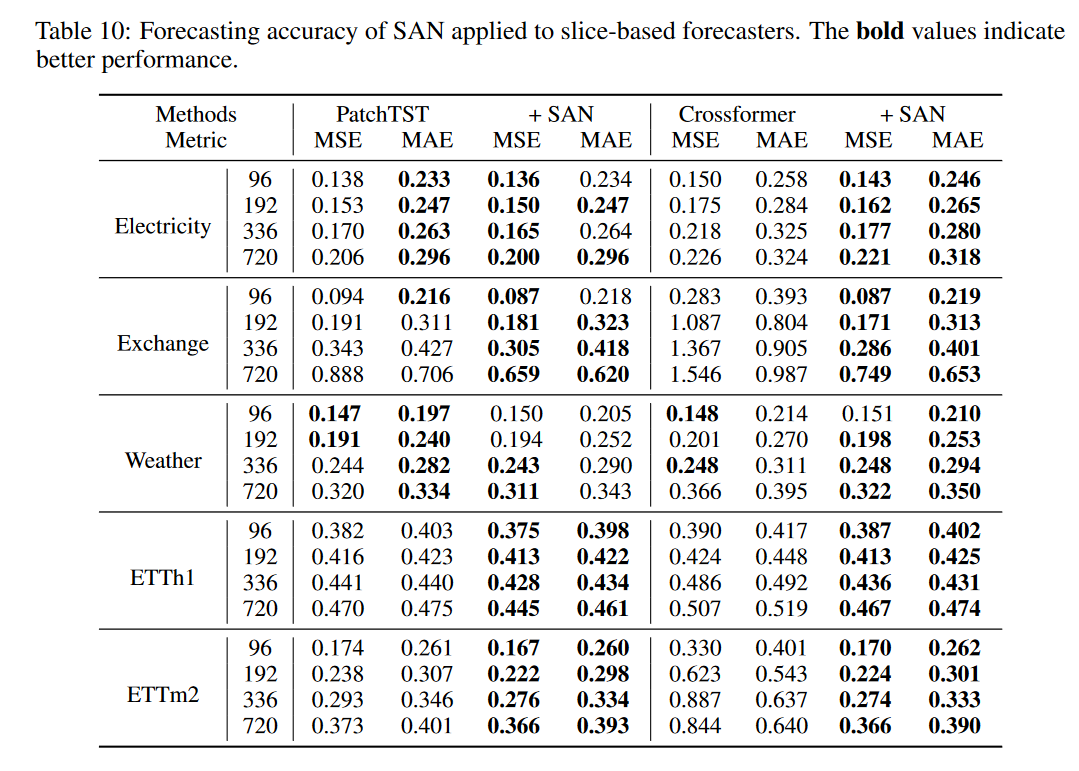 Table 10: Forecasting accuracy of SAN applied to slice-based forecasters. The bold values indicate
better performance.
Methods PatchTST + SAN Crossformer + SAN
Metric MSE MAE MSE MAE MSE MAE MSE MAE
Electricity
96 0.138 0.233 0.136 0.234 0.150 0.258 0.143 0.246
192 0.153 0.247 0.150 0.247 0.175 0.284 0.162 0.265
336 0.170 0.263 0.165 0.264 0.218 0.325 0.177 0.280
720 0.206 0.296 0.200 0.296 0.226 0.324 0.221 0.318
Exchange
96 0.094 0.216 0.087 0.218 0.283 0.393 0.087 0.219
192 0.191 0.311 0.181 0.323 1.087 0.804 0.171 0.313
336 0.343 0.427 0.305 0.418 1.367 0.905 0.286 0.401
720 0.888 0.706 0.659 0.620 1.546 0.987 0.749 0.653
Weather
96 0.147 0.197 0.150 0.205 0.148 0.214 0.151 0.210
192 0.191 0.240 0.194 0.252 0.201 0.270 0.198 0.253
336 0.244 0.282 0.243 0.290 0.248 0.311 0.248 0.294
720 0.320 0.334 0.311 0.343 0.366 0.395 0.322 0.350
ETTh1
96 0.382 0.403 0.375 0.398 0.390 0.417 0.387 0.402
192 0.416 0.423 0.413 0.422 0.424 0.448 0.413 0.425
336 0.441 0.440 0.428 0.434 0.486 0.492 0.436 0.431
720 0.470 0.475 0.445 0.461 0.507 0.519 0.467 0.474
ETTm2
96 0.174 0.261 0.167 0.260 0.330 0.401 0.170 0.262
192 0.238 0.307 0.222 0.298 0.623 0.543 0.224 0.301
336 0.293 0.346 0.276 0.334 0.887 0.637 0.274 0.333
720 0.373 0.401 0.366 0.393 0.844 0.640 0.366 0.390